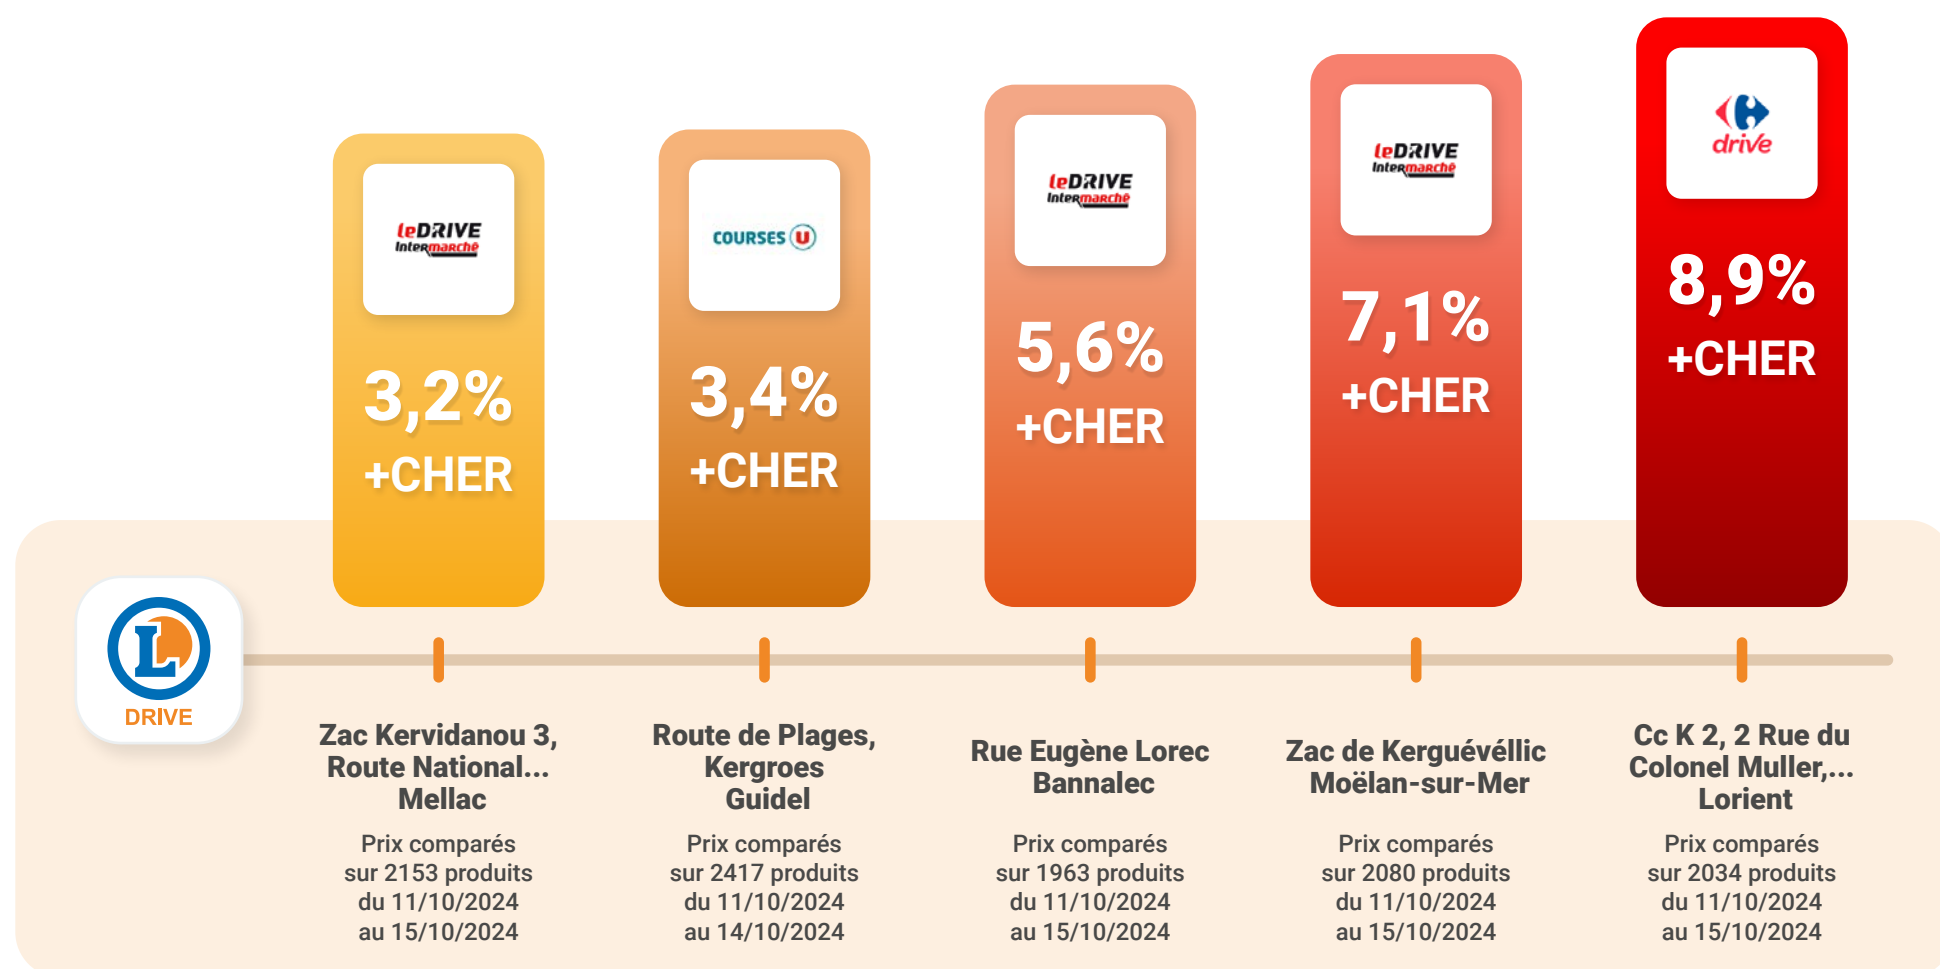 leDRIVE
Intermarché
3,2%
+CHER
COURSES U
3,4%
+CHER
leDRIVE
Intermarché
5,6%
+CHER
leDRIVE
Intermarché
7,1%
+CHER
drive
8,9%
+CHER
L
DRIVE
Zac Kervidanou 3,
Route National...
Mellac
Prix comparés
sur 2153 produits
du 11/10/2024
au 15/10/2024
Route de Plages,
Kergroes
Guidel
Prix comparés
sur 2417 produits
du 11/10/2024
au 14/10/2024
Rue Eugène Lorec
Bannalec
Prix comparés
sur 1963 produits
du 11/10/2024
au 15/10/2024
Zac de Kerguévéllic
Moëlan-sur-Mer
Prix comparés
sur 2080 produits
du 11/10/2024
au 15/10/2024
Cc K 2, 2 Rue du
Colonel Muller,...
Lorient
Prix comparés
sur 2034 produits
du 11/10/2024
au 15/10/2024